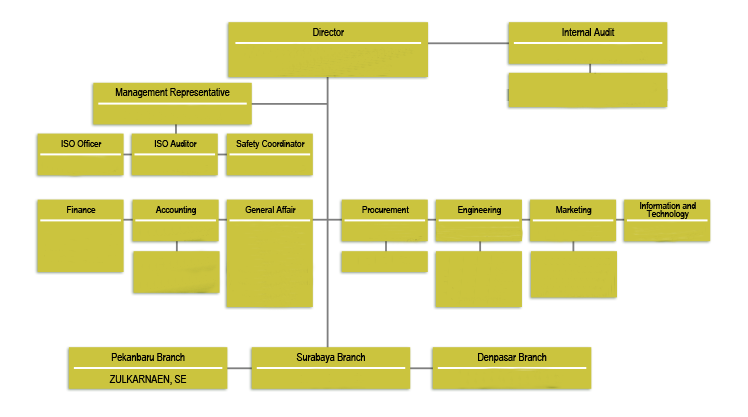 Director
Internal Audit
Management Representative
ISO Officer
ISO Auditor
Safety Coordinator
Finance
Accounting
General Affair
Procurement
Engineering
Marketing
Information and
Technology
Pekanbaru Branch
ZULKARNAEN, SE
Surabaya Branch
Denpasar Branch